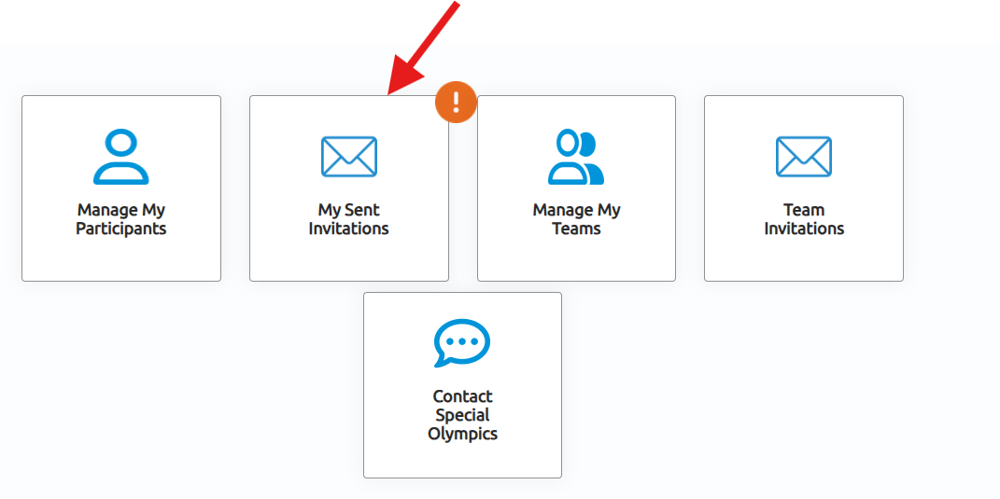 Manage My
Participants
My Sent
Invitations
!
Manage My
Teams
Team
Invitations
Contact
Special
Olympics